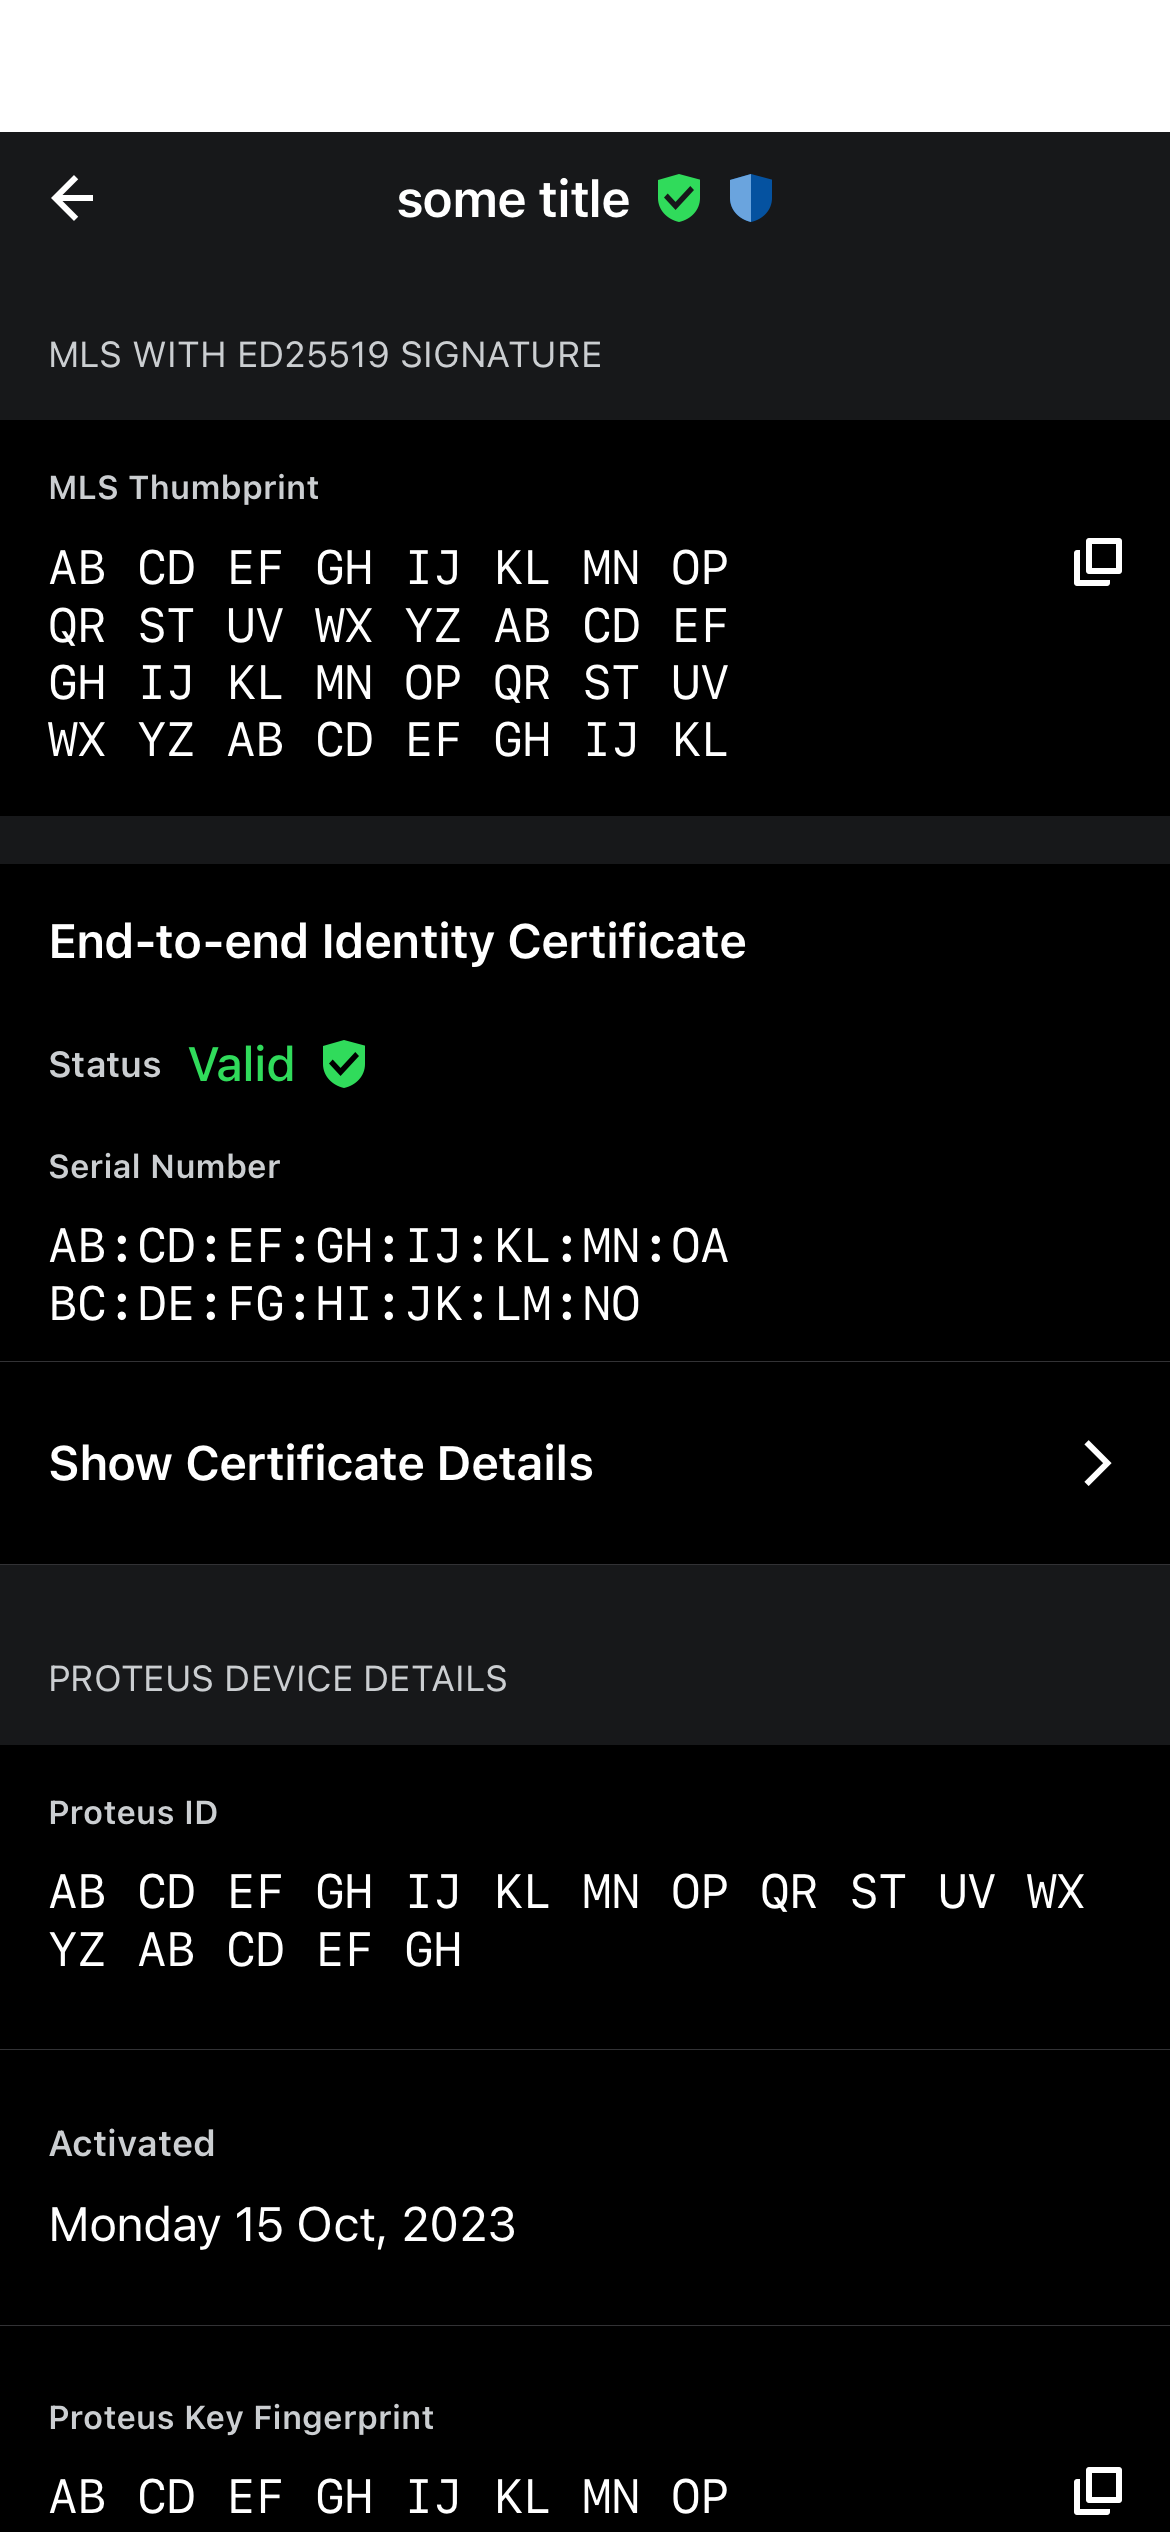 some title
MLS WITH ED25519 SIGNATURE
MLS Thumbprint
AB CD EF GH IJ KL MN OP
QR ST UV WX YZ AB CD EF
GH IJ KL MN OP QR ST UV
WX YZ AB CD EF GH IJ KL
End-to-end Identity Certificate
Status Valid
Serial Number
AB:CD:EF:GH:IJ:KL:MN:OA
BC:DE:FG:HI:JK:LM:NO
Show Certificate Details
PROTEUS DEVICE DETAILS
Proteus ID
AB CD EF GH IJ KL MN OP QR ST UV WX
YZ AB CD EF GH
Activated
Monday 15 Oct, 2023
Proteus Key Fingerprint
AB CD EF GH IJ KL MN OP